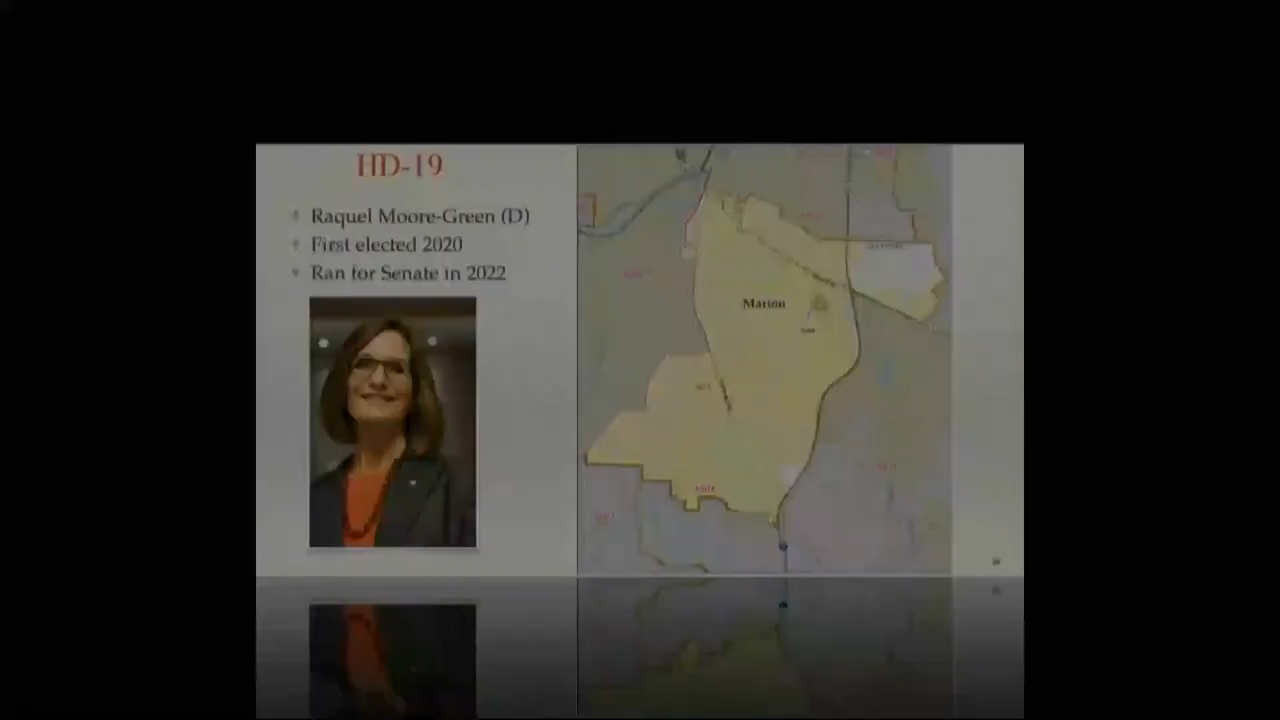 HD-19
Raquel Moore-Green (D)
First elected 2020
Ran for Senate in 2022
Marion